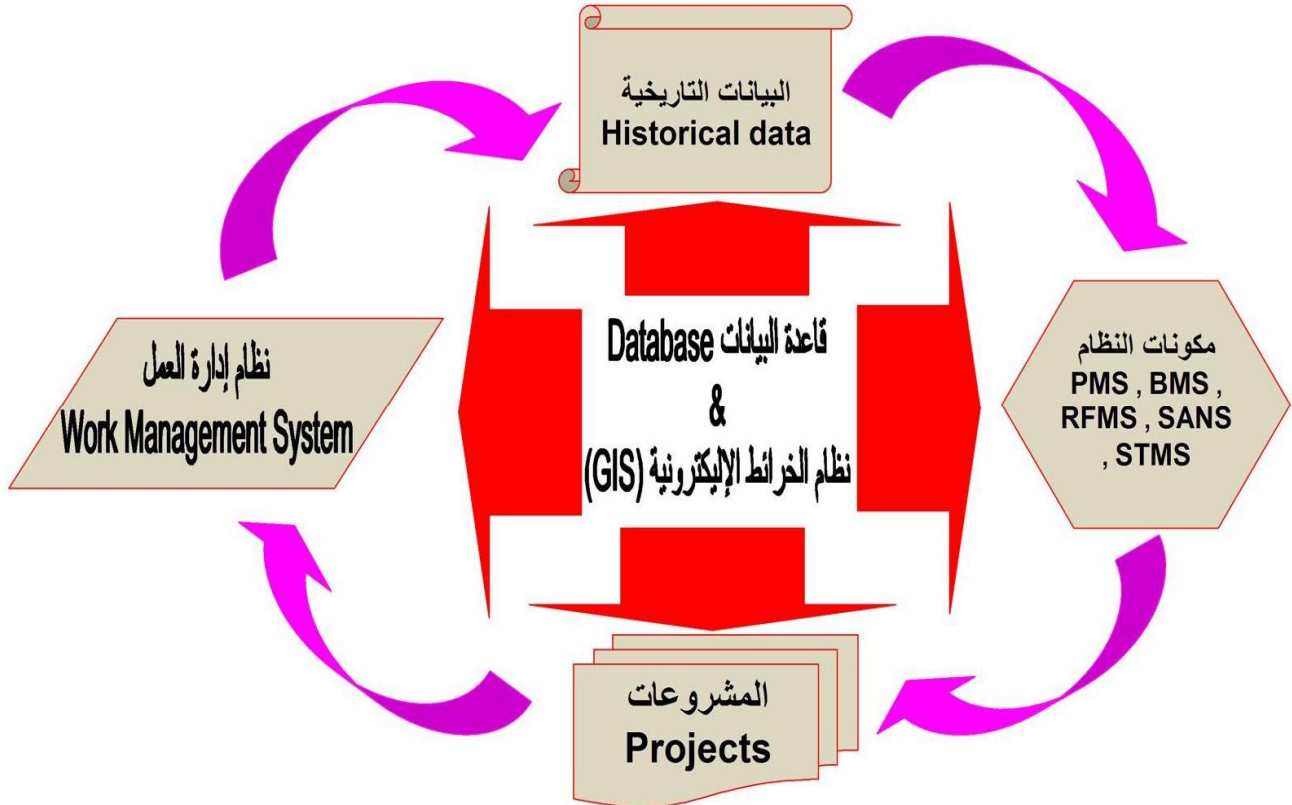 البيانات التاريخية
Historical data
نظام إدارة العمل
Work Management System
قاعدة البيانات Database
&
نظام الخرائط الإليكترونية (GIS)
مكونات النظام
PMS , BMS ,
RFMS , SANS
, STMS
المشروعات
Projects